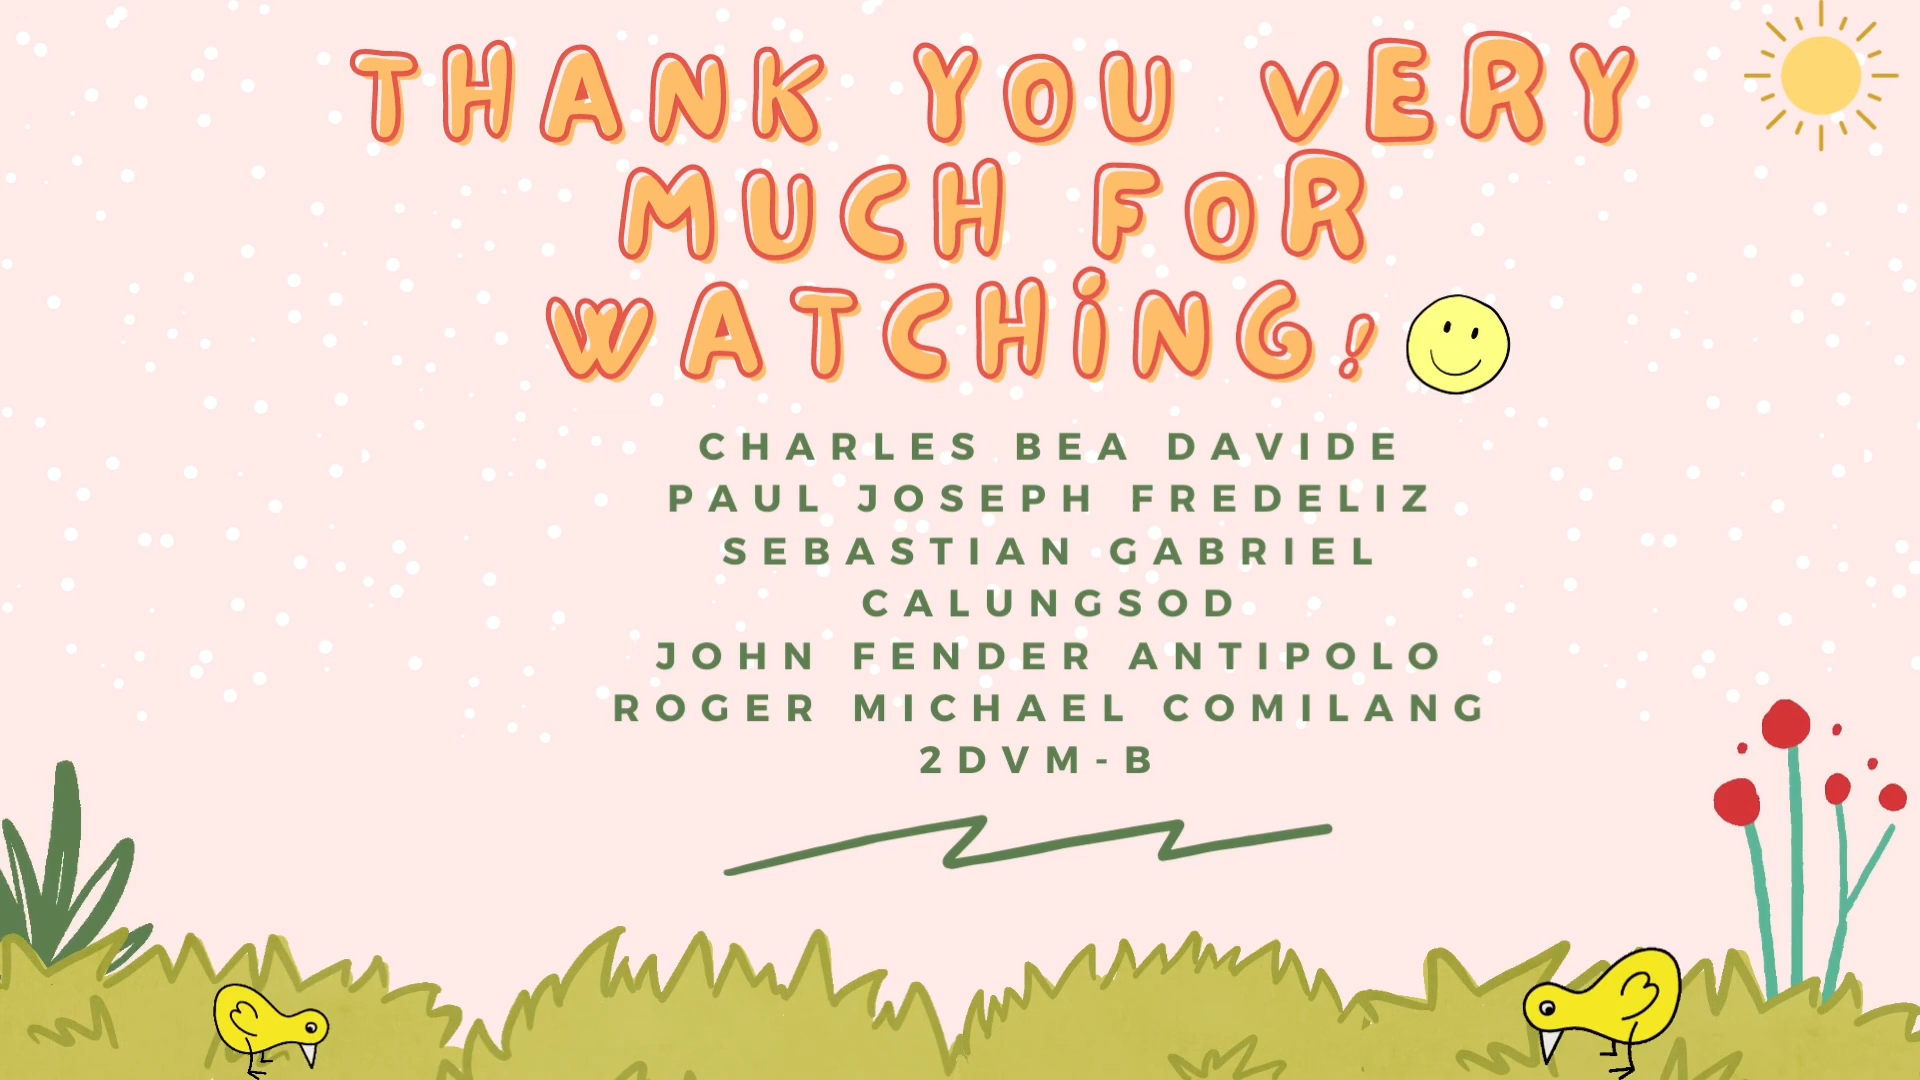 THANK YOU VERY
MUCH FOR
WATCHING!
CHARLES BEA DAVIDE
PAUL JOSEPH FREDELIZ
SEBASTIAN GABRIEL
CALUNGSOD
JOHN FENDER ANTIPOLO
ROGER MICHAEL COMILANG
2DVM-B